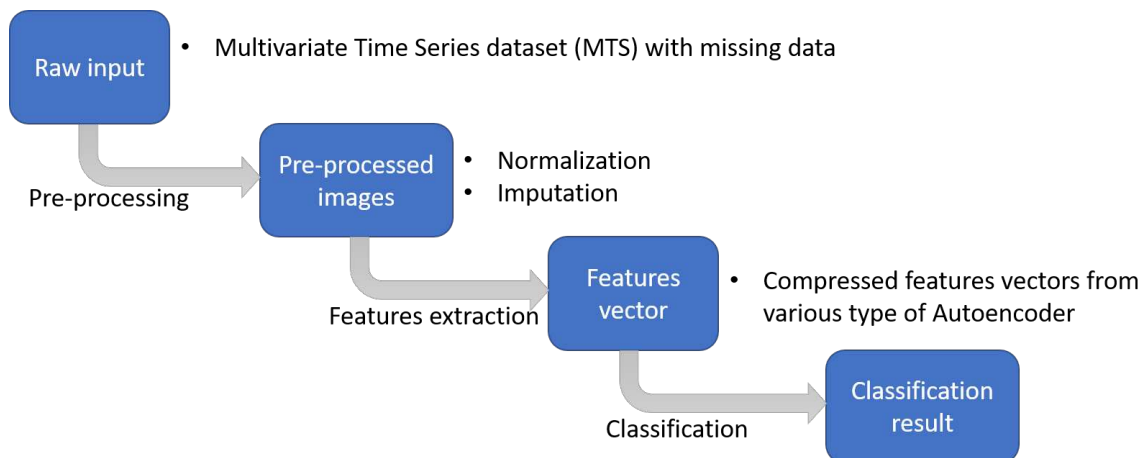 Raw input
• Multivariate Time Series dataset (MTS) with missing data
Pre-processing
Pre-processed
images
• Normalization
• Imputation
Features extraction
Features
vector
• Compressed features vectors from
various type of Autoencoder
Classification
Classification
result